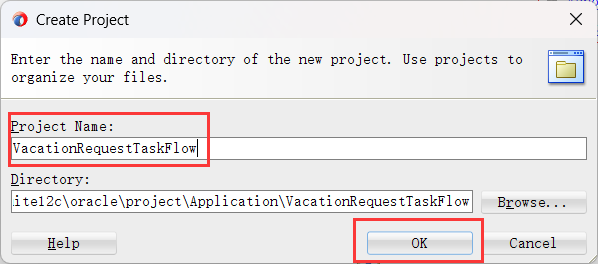 Create Project
Enter the name and directory of the new project. Use projects to
organize your files.
Project Name:
VacationRequestTaskFlow
Directory:
ite12c\oracle\project\Application\VacationRequestTaskFlow
Browse...
Help
OK
Cancel